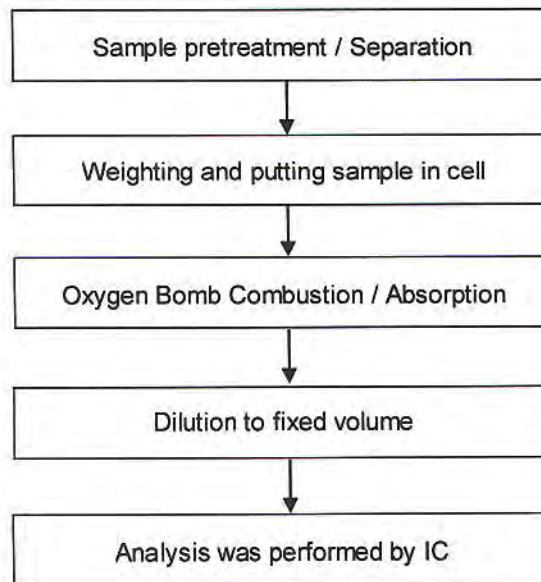 Sample pretreatment / Separation
Weighting and putting sample in cell
Oxygen Bomb Combustion / Absorption
Dilution to fixed volume
Analysis was performed by IC